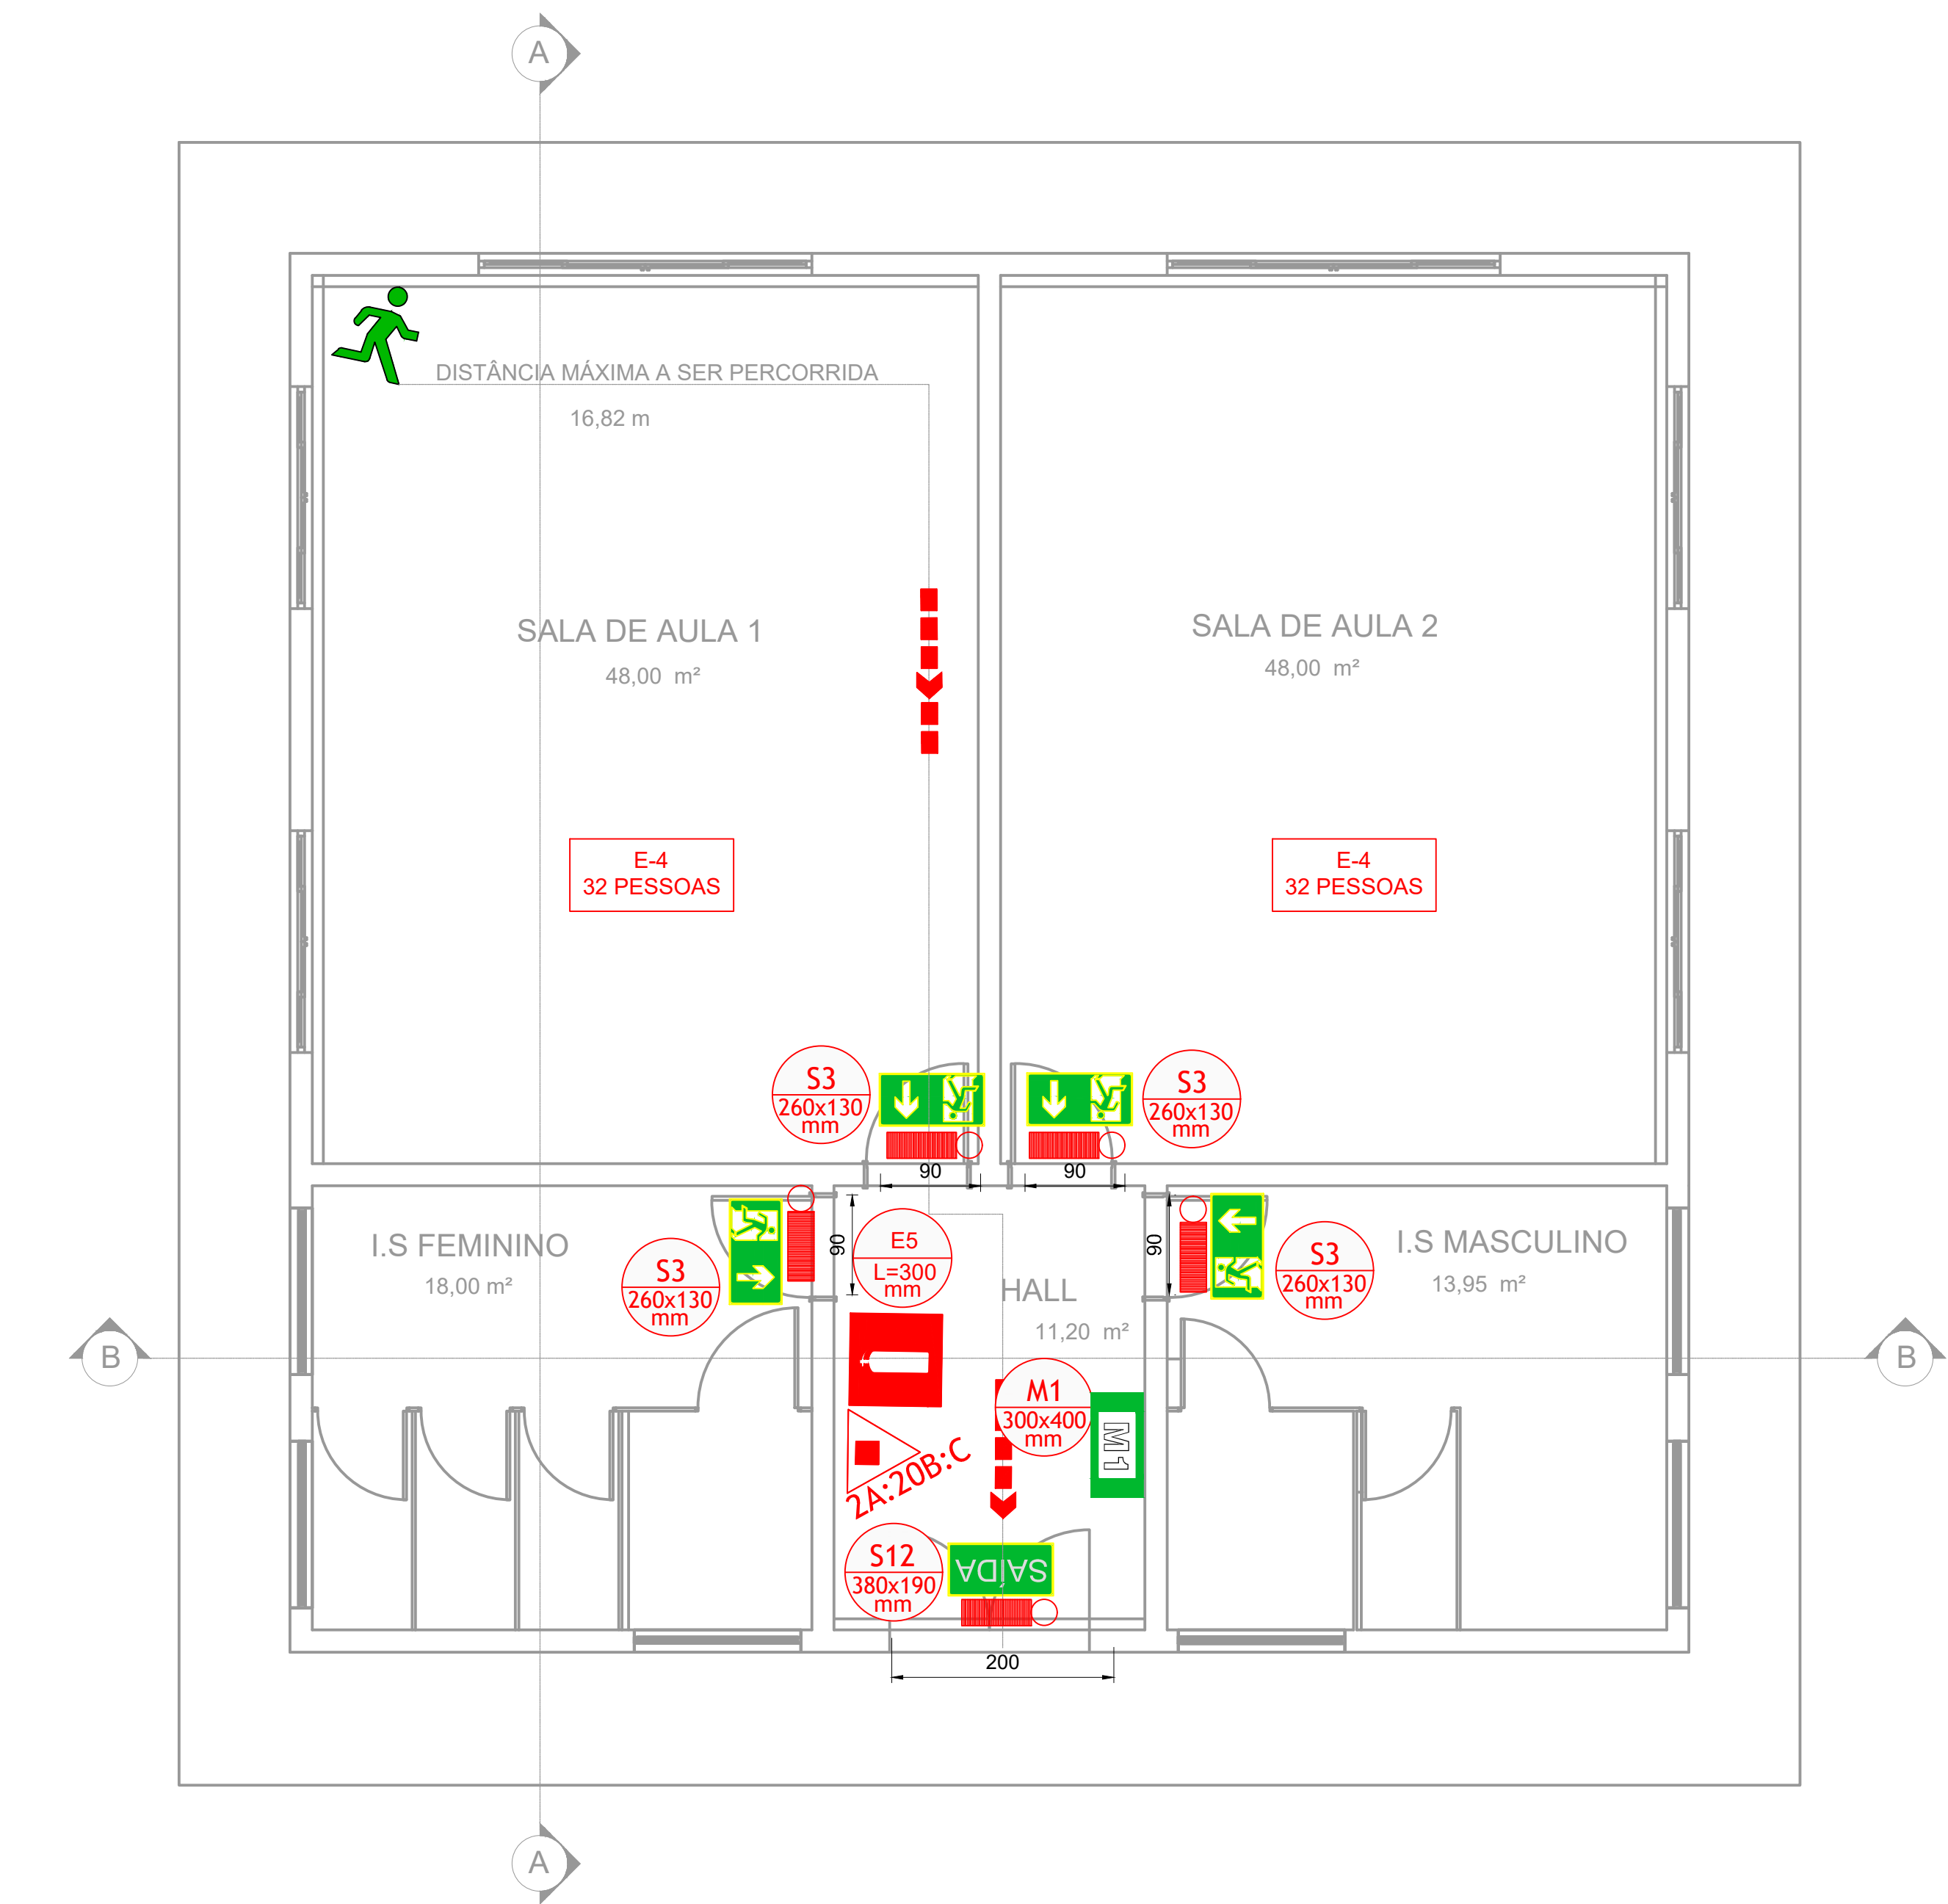 A
DISTÂNCIA MÁXIMA A SER PERCORRIDA
16,82 m
SALA DE AULA 1
48,00 m²
SALA DE AULA 2
48,00 m²
E-4
32 PESSOAS
E-4
32 PESSOAS
S3
260x130
mm
S3
260x130
mm
90
90
I.S FEMININO
18,00 m²
S3
260x130
mm
90
E5
L=300
mm
HALL
11,20 m²
90
S3
260x130
mm
I.S MASCULINO
13,95 m²
B
B
M1
300x400
mm
M1
2A:20B:C
S12
380x190
mm
SAÍDA
200
A